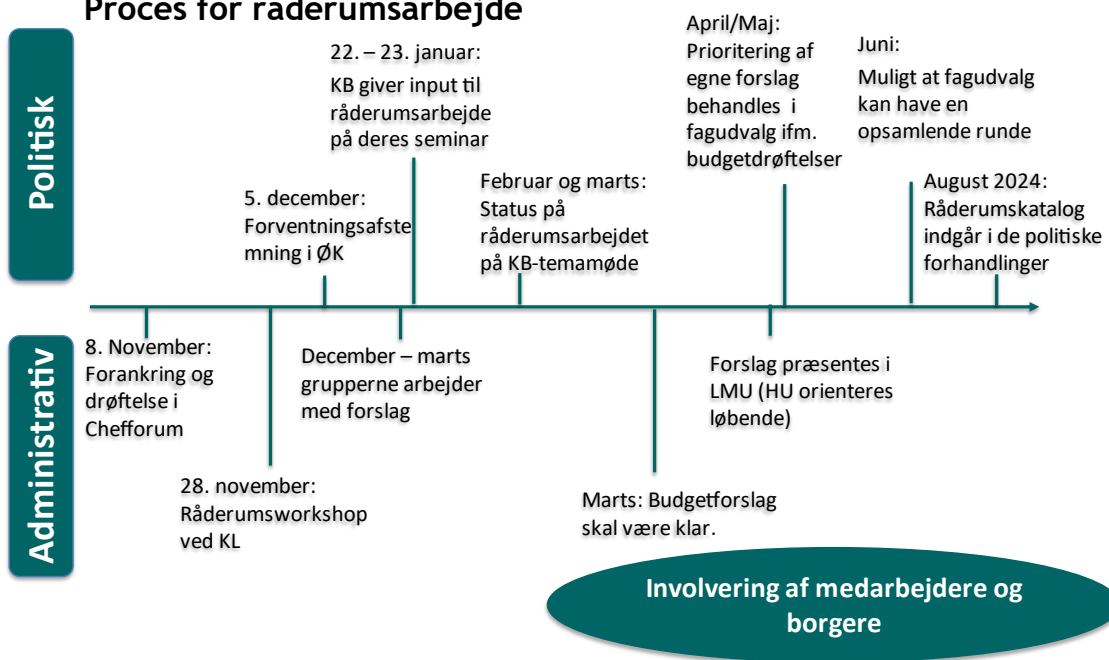 Proces for råderumsarbejde
Politisk
22. – 23. januar:
KB giver input til
råderumsarbejde
på deres seminar
April/Maj:
Prioritering af
egne forslag
behandles i
fagudvalg ifm.
budgetdrøftelser
Juni:
Muligt at fagudvalg
kan have en
opsamlende runde
5. december:
Forventningsafste
mning i ØK
Februar og marts:
Status på
råderumsarbejdet
på KB-temamøde
August 2024:
Råderumskatalog
indgår i de politiske
forhandlinger
Administrativ
8. November:
Forankring og
drøftelse i
Chefforum
December – marts
grupperne arbejder
med forslag
Forslag præsentes i
LMU (HU orienteres
løbende)
28. november:
Råderumsworkshop
ved KL
Marts: Budgetforslag
skal være klar.
Involvering af medarbejdere og
borgere